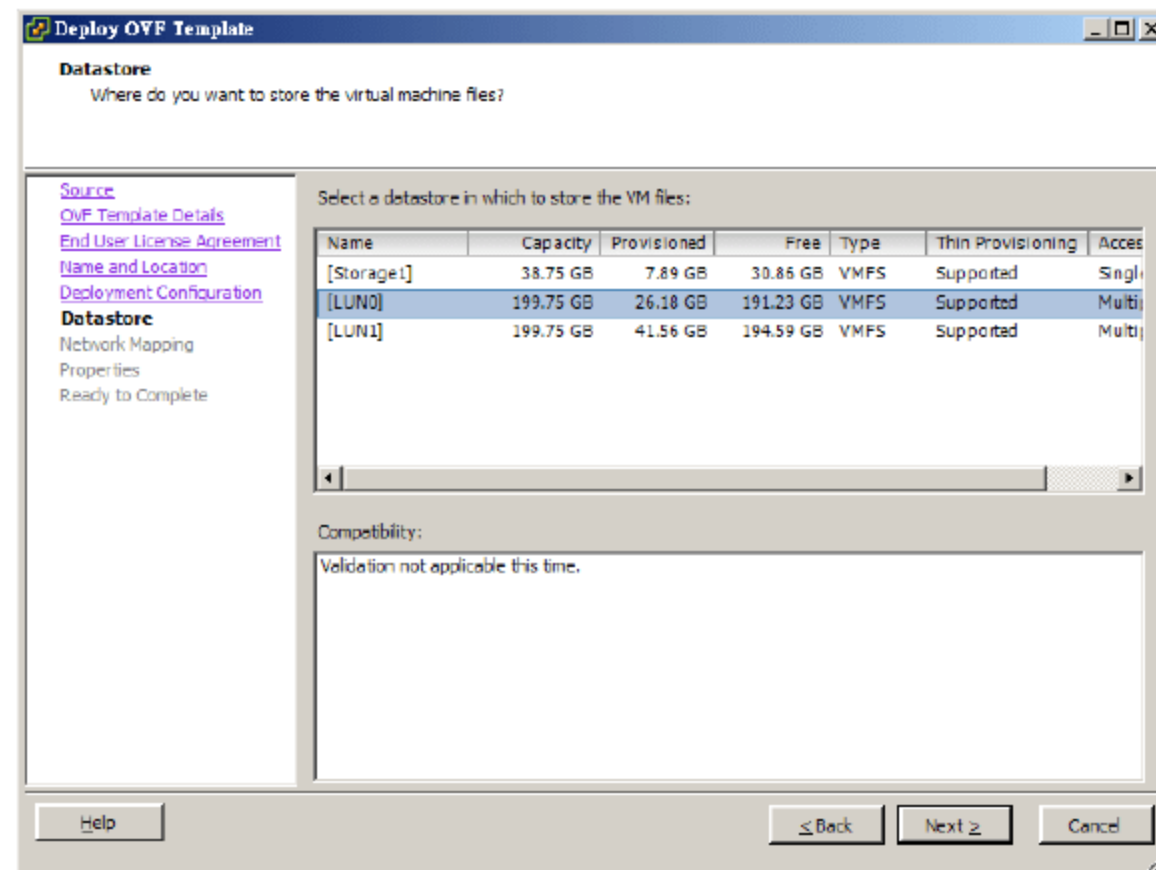 Deploy OVF Template
Datastore
Where do you want to store the virtual machine files?
Source
OVF Template Details
End User License Agreement
Name and Location
Deployment Configuration
Datastore
Network Mapping
Properties
Ready to Complete
Select a datastore in which to store the VM files:
Name Capacity Provisioned Free Type Thin Provisioning Acces
[Storage1] 38.75 GB 7.89 GB 30.86 GB VMFS Supported Singl
[LUN0] 199.75 GB 26.18 GB 191.23 GB VMFS Supported Multi
[LUN1] 199.75 GB 41.56 GB 194.59 GB VMFS Supported Multi
Compatibility:
Validation not applicable this time.
Help
< Back
Next >
Cancel